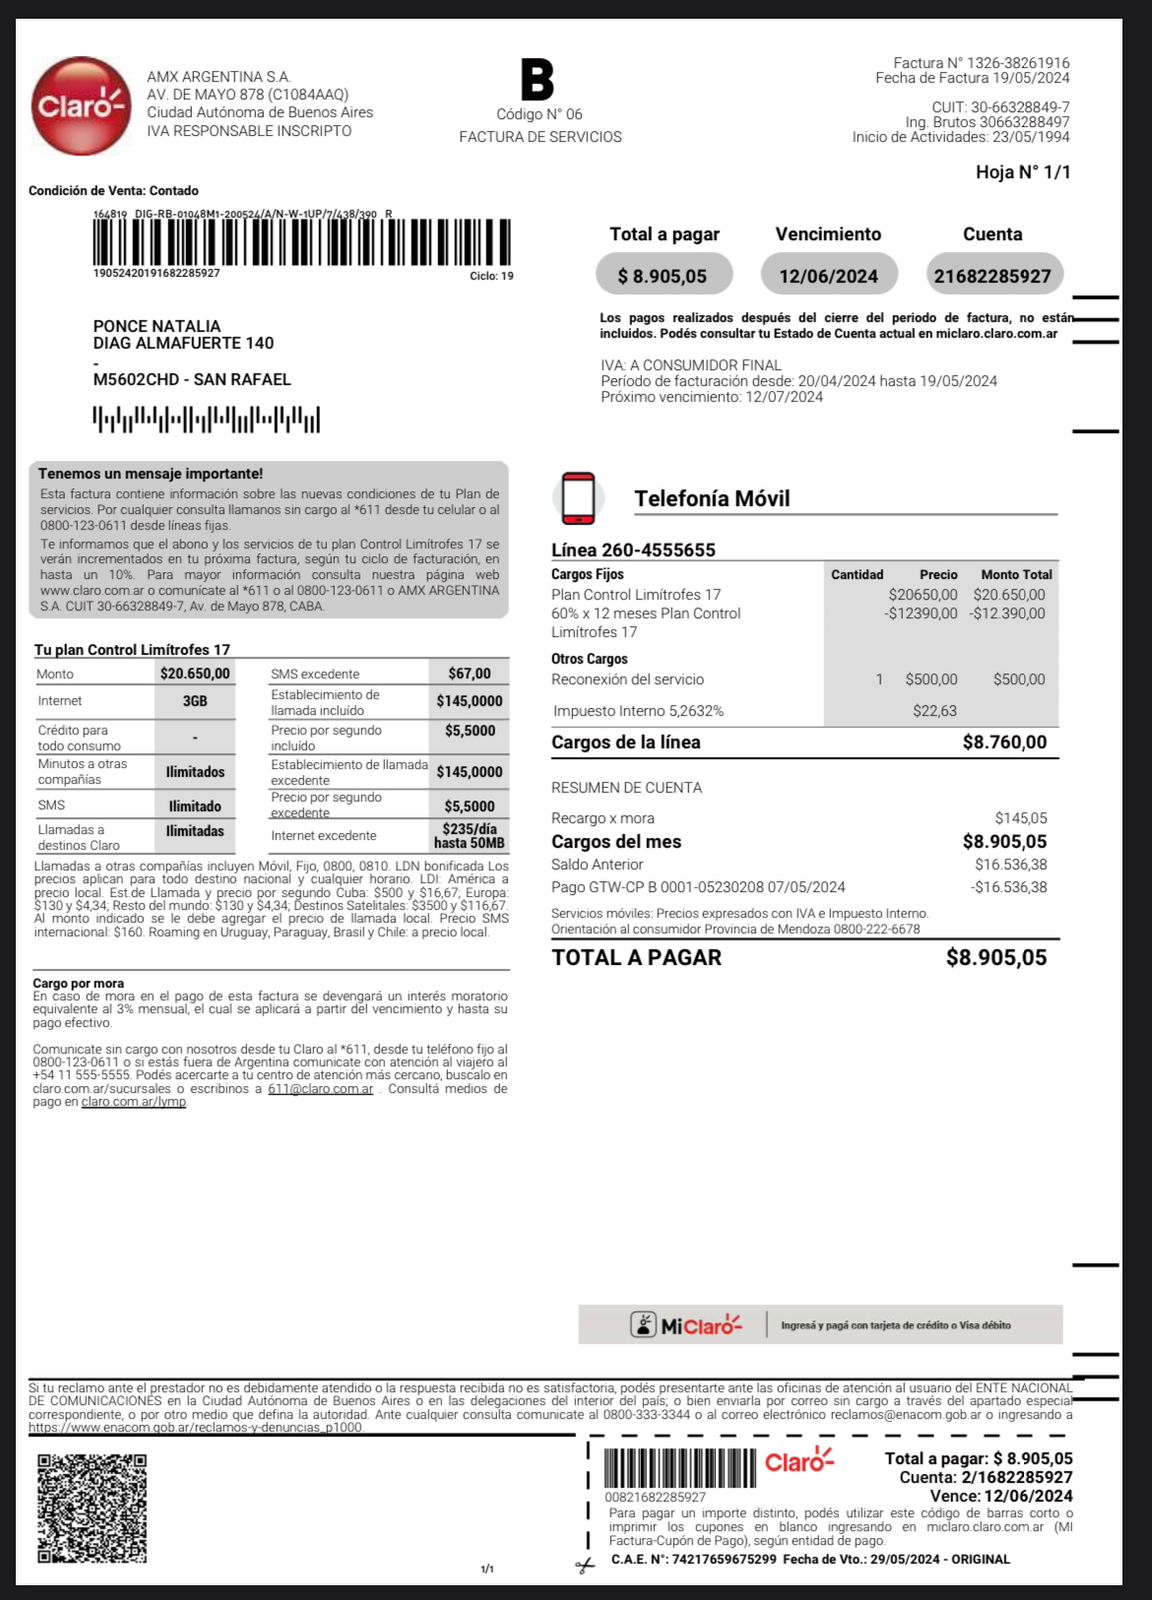 Claro
AMX ARGENTINA S.A.
AV. DE MAYO 878 (C1084AAQ)
Ciudad Autónoma de Buenos Aires
IVA RESPONSABLE INSCRIPTO
B
Código N° 06
FACTURA DE SERVICIOS
Factura N° 1326-38261916
Fecha de Factura 19/05/2024
CUIT: 30-66328849-7
Ing. Brutos 30663288497
Inicio de Actividades: 23/05/1994
Hoja N° 1/1
Condición de Venta: Contado
164819 DIG-RB-01048M1-200524/A/N-W-1UP/7/438/390 R
19052420191682285927
Ciclo: 19
Total a pagar Vencimiento Cuenta
$ 8.905,05 12/06/2024 21682285927
Los pagos realizados después del cierre del periodo de factura, no están
incluidos. Podés consultar tu Estado de Cuenta actual en miclaro.claro.com.ar
PONCE NATALIA
DIAG ALMAFUERTE 140
-
M5602CHD - SAN RAFAEL
IVA: A CONSUMIDOR FINAL
Período de facturación desde: 20/04/2024 hasta 19/05/2024
Próximo vencimiento: 12/07/2024
Tenemos un mensaje importante!
Esta factura contiene información sobre las nuevas condiciones de tu Plan de
servicios. Por cualquier consulta llamanos sin cargo al *611 desde tu celular o al
0800-123-0611 desde líneas fijas.
Te informamos que el abono y los servicios de tu plan Control Limítrofes 17 se
verán incrementados en tu próxima factura, según tu ciclo de facturación, en
hasta un 10%. Para mayor información consulta nuestra página web
www.claro.com.ar o comunícate al *611 o al 0800-123-0611 o AMX ARGENTINA
S.A. CUIT 30-66328849-7, Av. de Mayo 878, CABA.
Tu plan Control Limítrofes 17
Monto $20.650,00 SMS excedente $67,00
Internet 3GB Establecimiento de
llamada incluído $145,0000
Crédito para
todo consumo - Precio por segundo
incluído $5,5000
Minutos a otras
compañías Ilimitados Establecimiento de llamada
excedente $145,0000
SMS Ilimitado Precio por segundo
excedente $5,5000
Llamadas a
destinos Claro Ilimitadas Internet excedente $235/día
hasta 50MB
Llamadas a otras compañías incluyen Móvil, Fijo, 0800, 0810. LDN bonificada Los
precios aplican para todo destino nacional y cualquier horario. LDI: América a
precio local. Est de Llamada y precio por segundo Cuba: $500 y $16,67; Europa:
$130 y $4,34; Resto del mundo: $130 y $4,34; Destinos Satelitales: $3500 y $116,67.
Al monto indicado se le debe agregar el precio de llamada local. Precio SMS
internacional: $160. Roaming en Uruguay, Paraguay, Brasil y Chile: a precio local.
Cargo por mora
En caso de mora en el pago de esta factura se devengará un interés moratorio
equivalente al 3% mensual, el cual se aplicará a partir del vencimiento y hasta su
pago efectivo.
Comunicate sin cargo con nosotros desde tu Claro al *611, desde tu teléfono fijo al
0800-123-0611 o si estás fuera de Argentina comunicate con atención al viajero al
+54 11 555-5555. Podés acercarte a tu centro de atención más cercano, buscalo en
claro.com.ar/sucursales o escribinos a 611@claro.com.ar . Consultá medios de
pago en claro.com.ar/lymp.
Telefonía Móvil
Línea 260-4555655
Cargos Fijos Cantidad Precio Monto Total
Plan Control Limítrofes 17 $20650,00 $20.650,00
60% x 12 meses Plan Control -$12390,00 -$12.390,00
Limítrofes 17
Otros Cargos
Reconexión del servicio 1 $500,00 $500,00
Impuesto Interno 5,2632% $22,63
Cargos de la línea $8.760,00
RESUMEN DE CUENTA
Recargo x mora $145,05
Cargos del mes $8.905,05
Saldo Anterior $16.536,38
Pago GTW-CP B 0001-05230208 07/05/2024 -$16.536,38
Servicios móviles: Precios expresados con IVA e Impuesto Interno.
Orientación al consumidor Provincia de Mendoza 0800-222-6678
TOTAL A PAGAR $8.905,05
MiClaro Ingresá y pagá con tarjeta de crédito o Visa débito
Si tu reclamo ante el prestador no es debidamente atendido o la respuesta recibida no es satisfactoria, podés presentarte ante las oficinas de atención al usuario del ENTE NACIONAL
DE COMUNICACIONES en la Ciudad Autónoma de Buenos Aires o en las delegaciones del interior del país; o bien enviarla por correo sin cargo a través del apartado especial
correspondiente, o por otro medio que defina la autoridad. Ante cualquier consulta comunicate al 0800-333-3344 o al correo electrónico reclamos@enacom.gob.ar o ingresando a
https://www.enacom.gob.ar/reclamos-y-denuncias_p1000.
Claro
00821682285927
Total a pagar: $ 8.905,05
Cuenta: 2/1682285927
Vence: 12/06/2024
Para pagar un importe distinto, podés utilizar este código de barras corto o
imprimir los cupones en blanco ingresando en miclaro.claro.com.ar (MI
Factura-Cupón de Pago), según entidad de pago.
C.A.E. N°: 74217659675299 Fecha de Vto.: 29/05/2024 - ORIGINAL
1/1